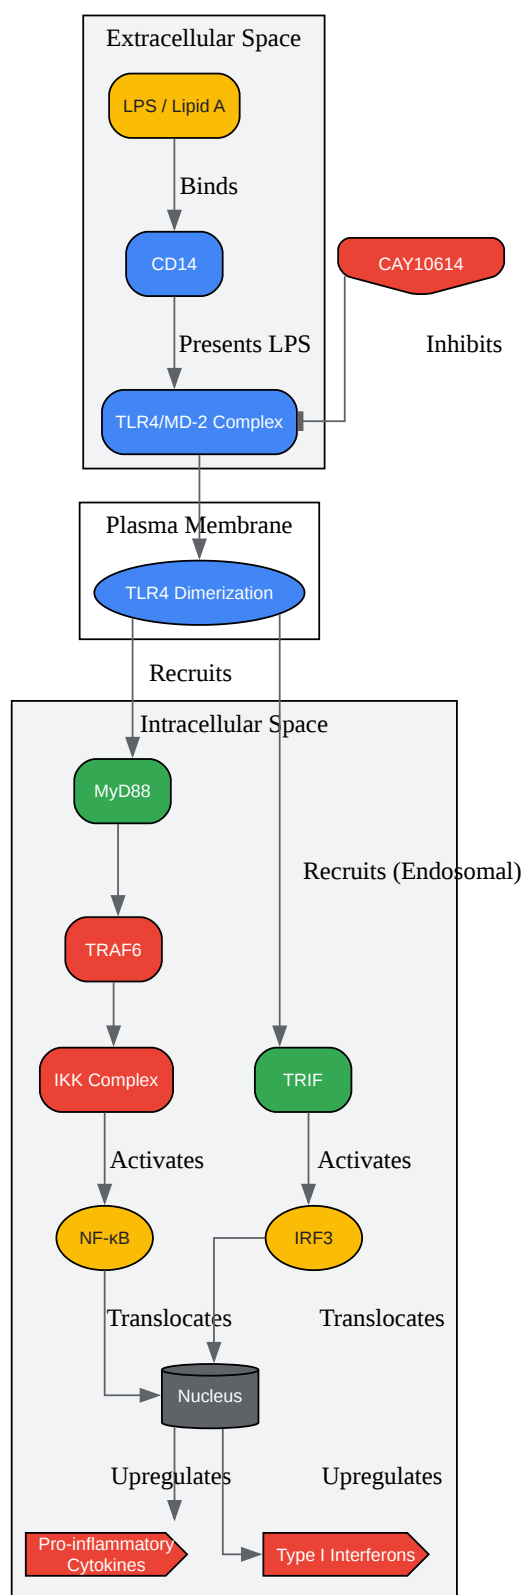 Extracellular Space
LPS / Lipid A
Binds
CD14
CAY10614
Presents LPS
Inhibits
TLR4/MD-2 Complex
Plasma Membrane
TLR4 Dimerization
Recruits
Intracellular Space
MyD88
Recruits (Endosomal)
TRAF6
IKK Complex
TRIF
Activates
Activates
NF-κB
IRF3
Translocates
Translocates
Nucleus
Upregulates
Upregulates
Pro-inflammatory
Cytokines
Type I Interferons